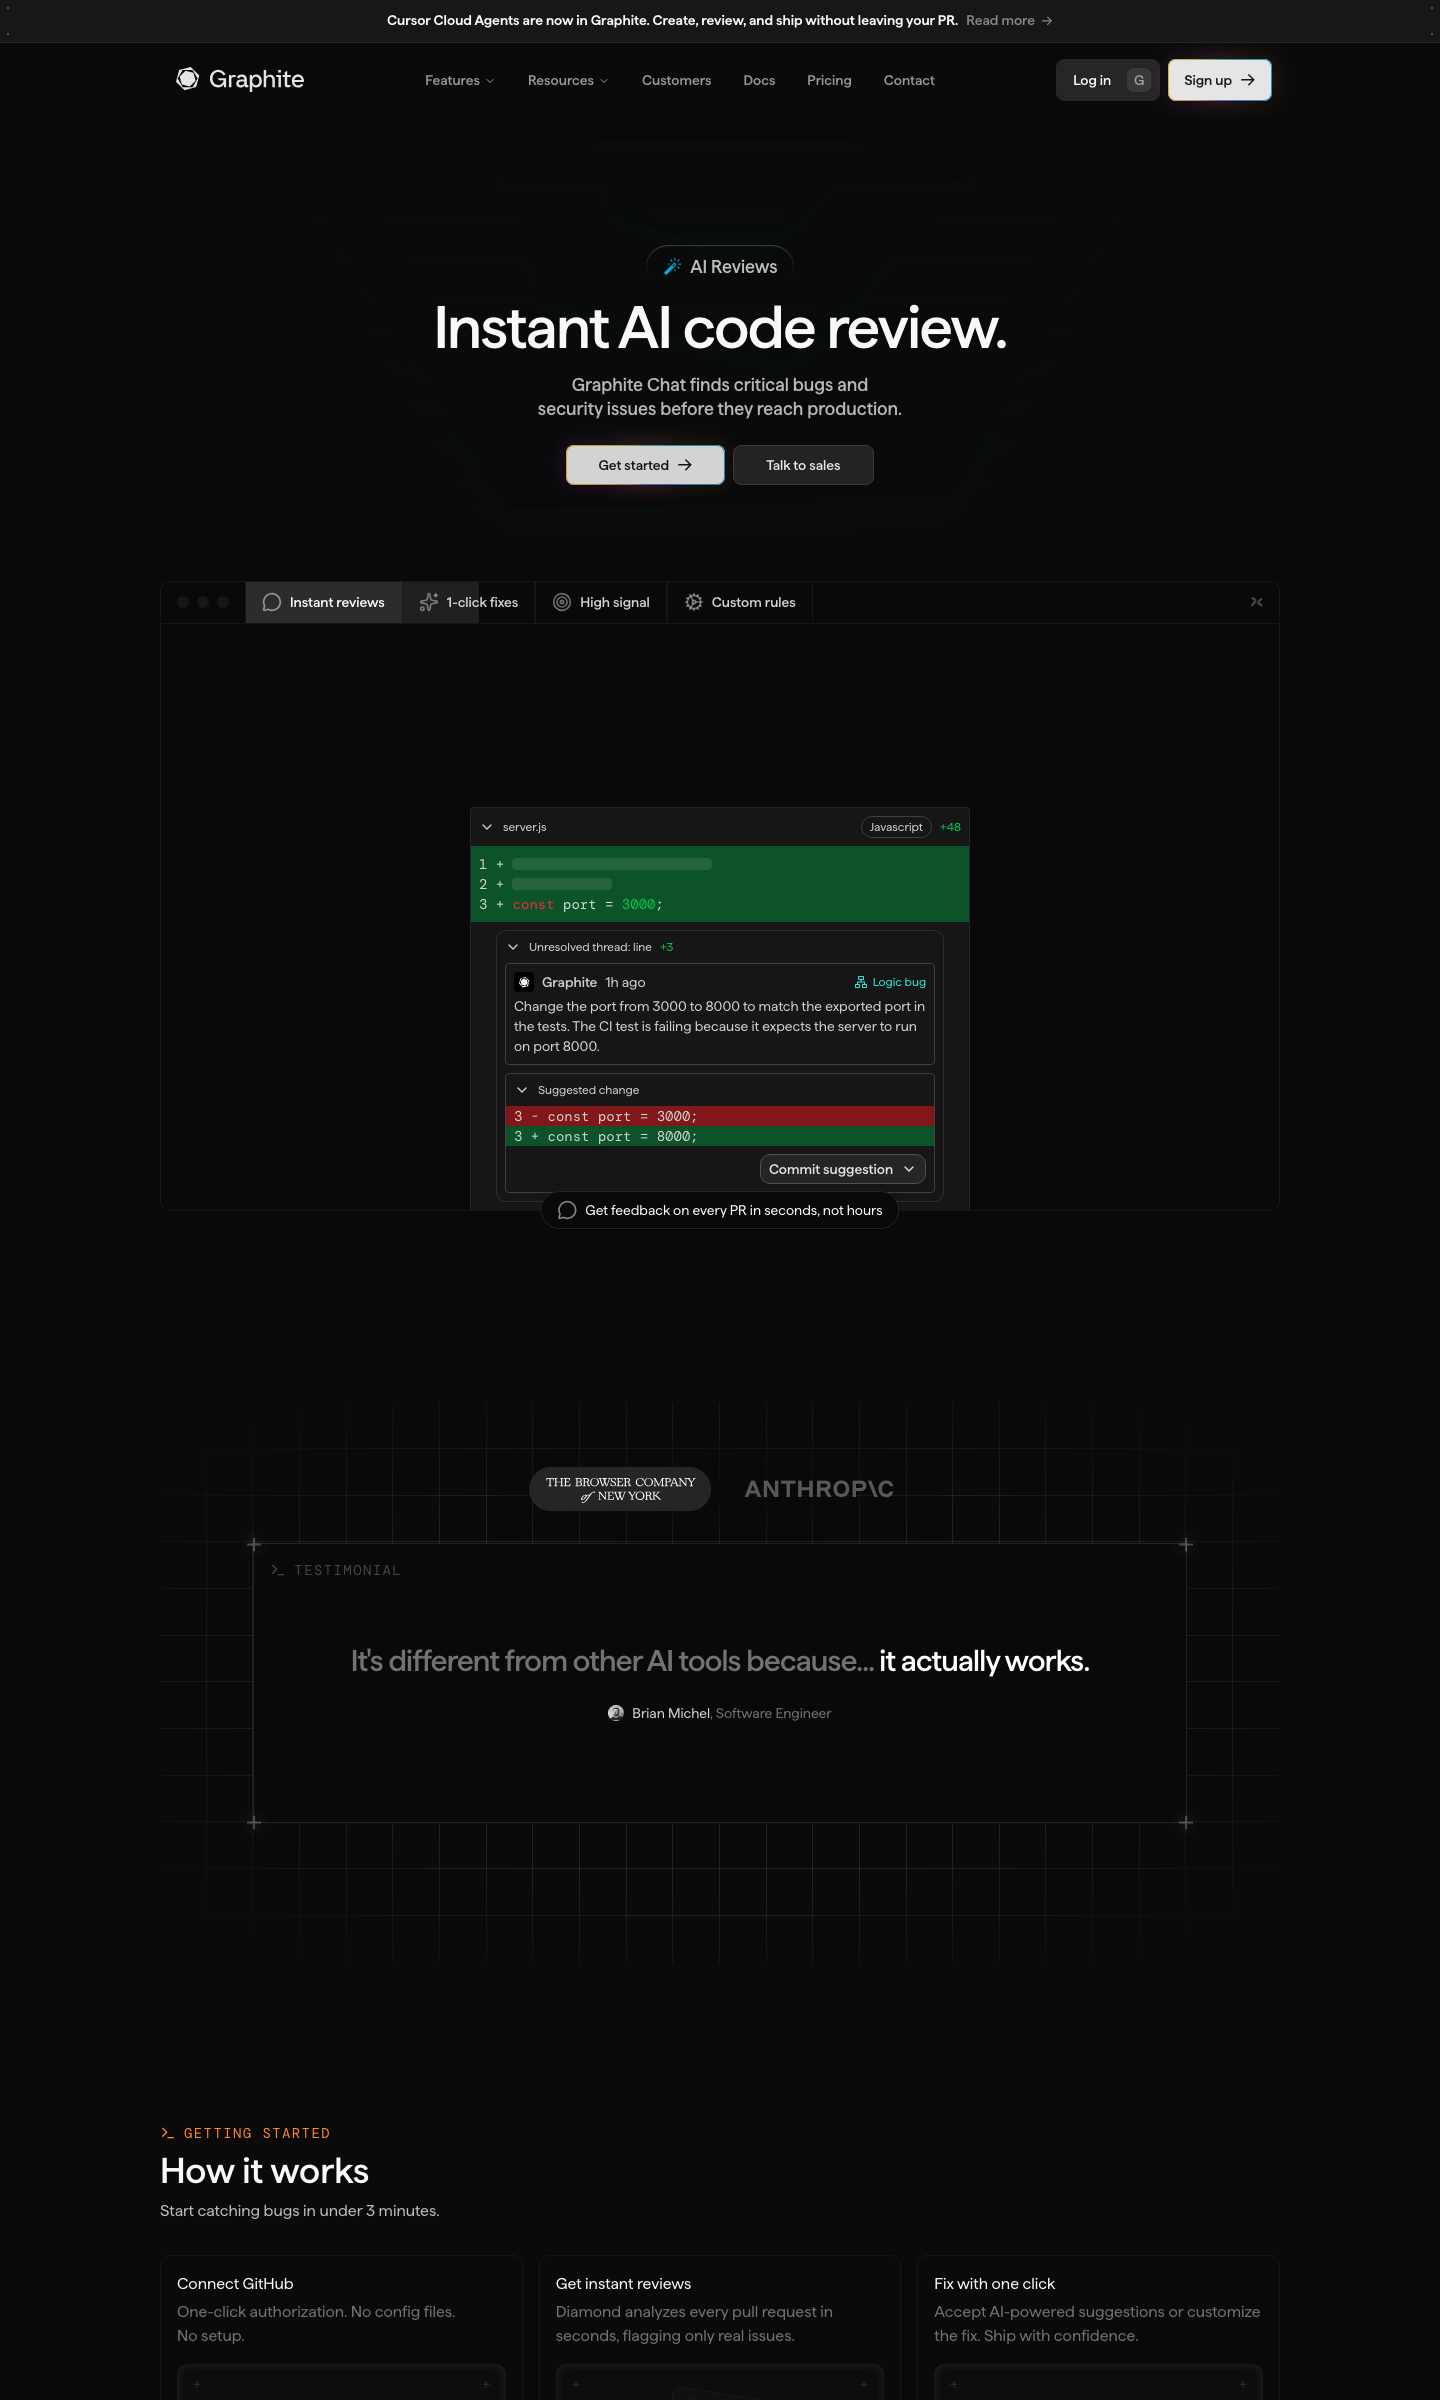 Cursor Cloud Agents are now in Graphite. Create, review, and ship without leaving your PR. Read more →
Graphite
Features
Resources
Customers
Docs
Pricing
Contact
Log in G
Sign up →
AI Reviews
Instant AI code review.
Graphite Chat finds critical bugs and
security issues before they reach production.
Get started →
Talk to sales
Instant reviews
1-click fixes
High signal
Custom rules
server.js
Javascript +48
1 +
2 +
3 + const port = 3000;
Unresolved thread: line +3
Graphite 1h ago
Logic bug
Change the port from 3000 to 8000 to match the exported port in
the tests. The CI test is failing because it expects the server to run
on port 8000.
Suggested change
3 - const port = 3000;
3 + const port = 8000;
Commit suggestion
Get feedback on every PR in seconds, not hours
THE BROWSER COMPANY
of NEW YORK
ANTHROP\C
TESTIMONIAL
It's different from other AI tools because... it actually works.
Brian Michel, Software Engineer
GETTING STARTED
How it works
Start catching bugs in under 3 minutes.
Connect GitHub
One-click authorization. No config files.
No setup.
Get instant reviews
Diamond analyzes every pull request in
seconds, flagging only real issues.
Fix with one click
Accept AI-powered suggestions or customize
the fix. Ship with confidence.